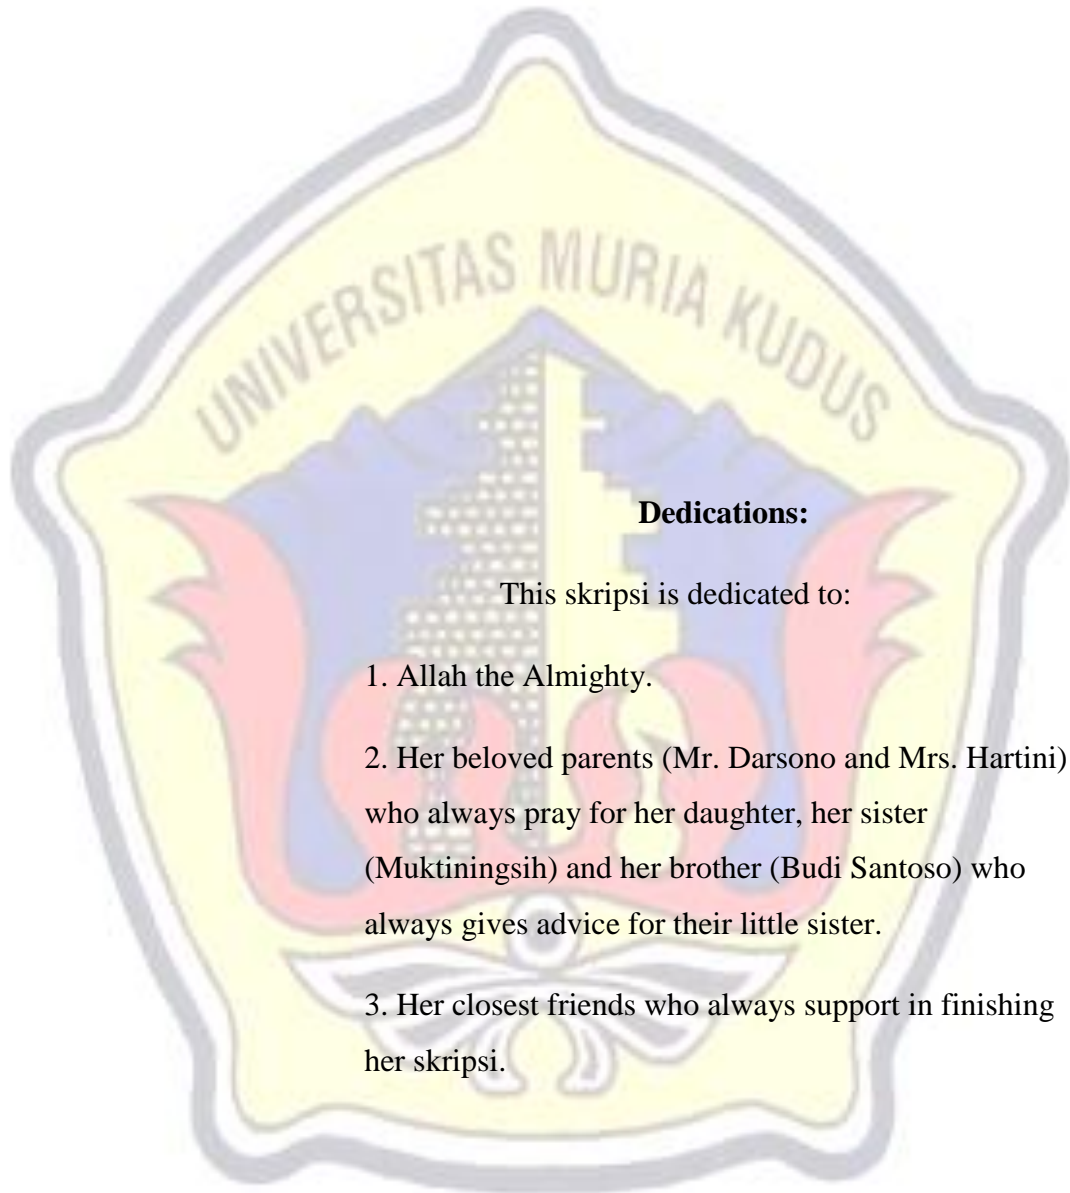 UNIVERSITAS MURIA KUDUS
Dedications:
This skripsi is dedicated to:
1. Allah the Almighty.
2. Her beloved parents (Mr. Darsono and Mrs. Hartini)
who always pray for her daughter, her sister
(Muktiningsih) and her brother (Budi Santoso) who
always gives advice for their little sister.
3. Her closest friends who always support in finishing
her skripsi.